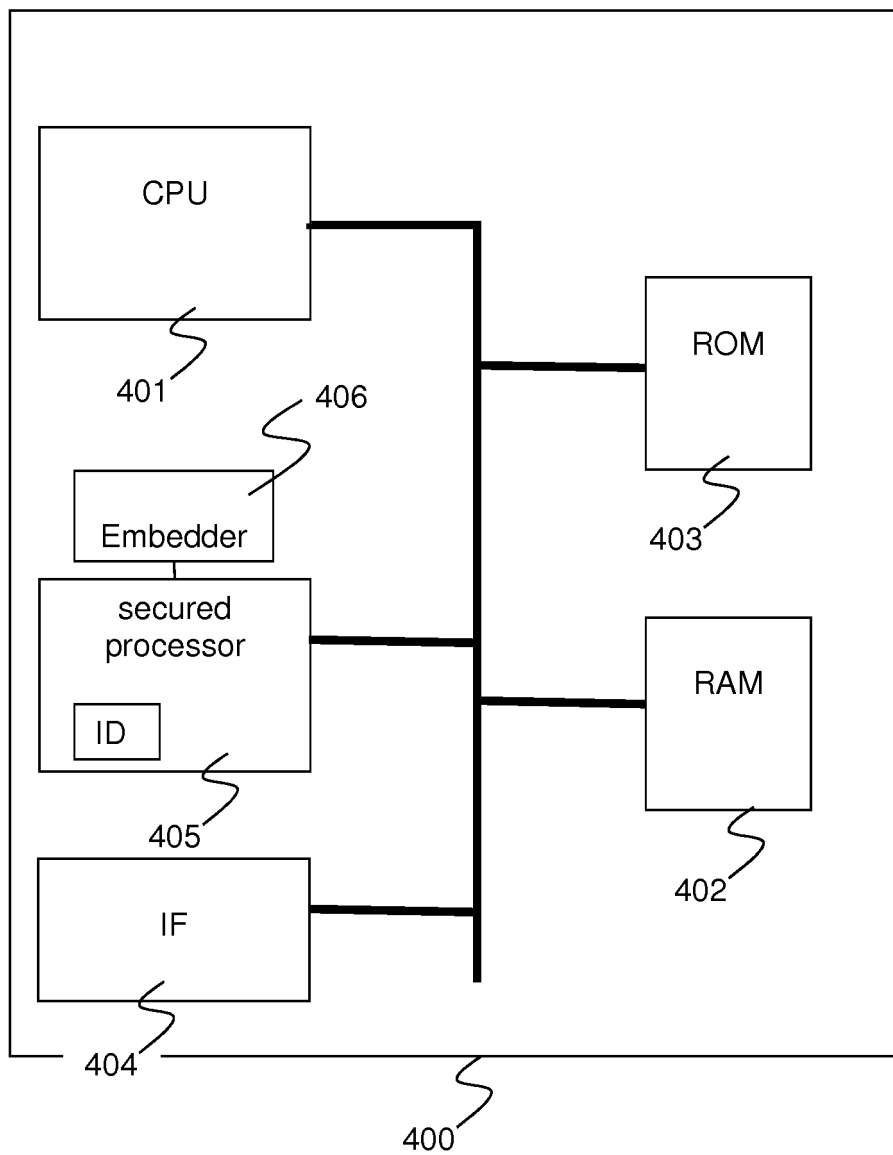 CPU
401
ROM
403
406
Embedder
secured
processor
ID
405
RAM
402
IF
404
400